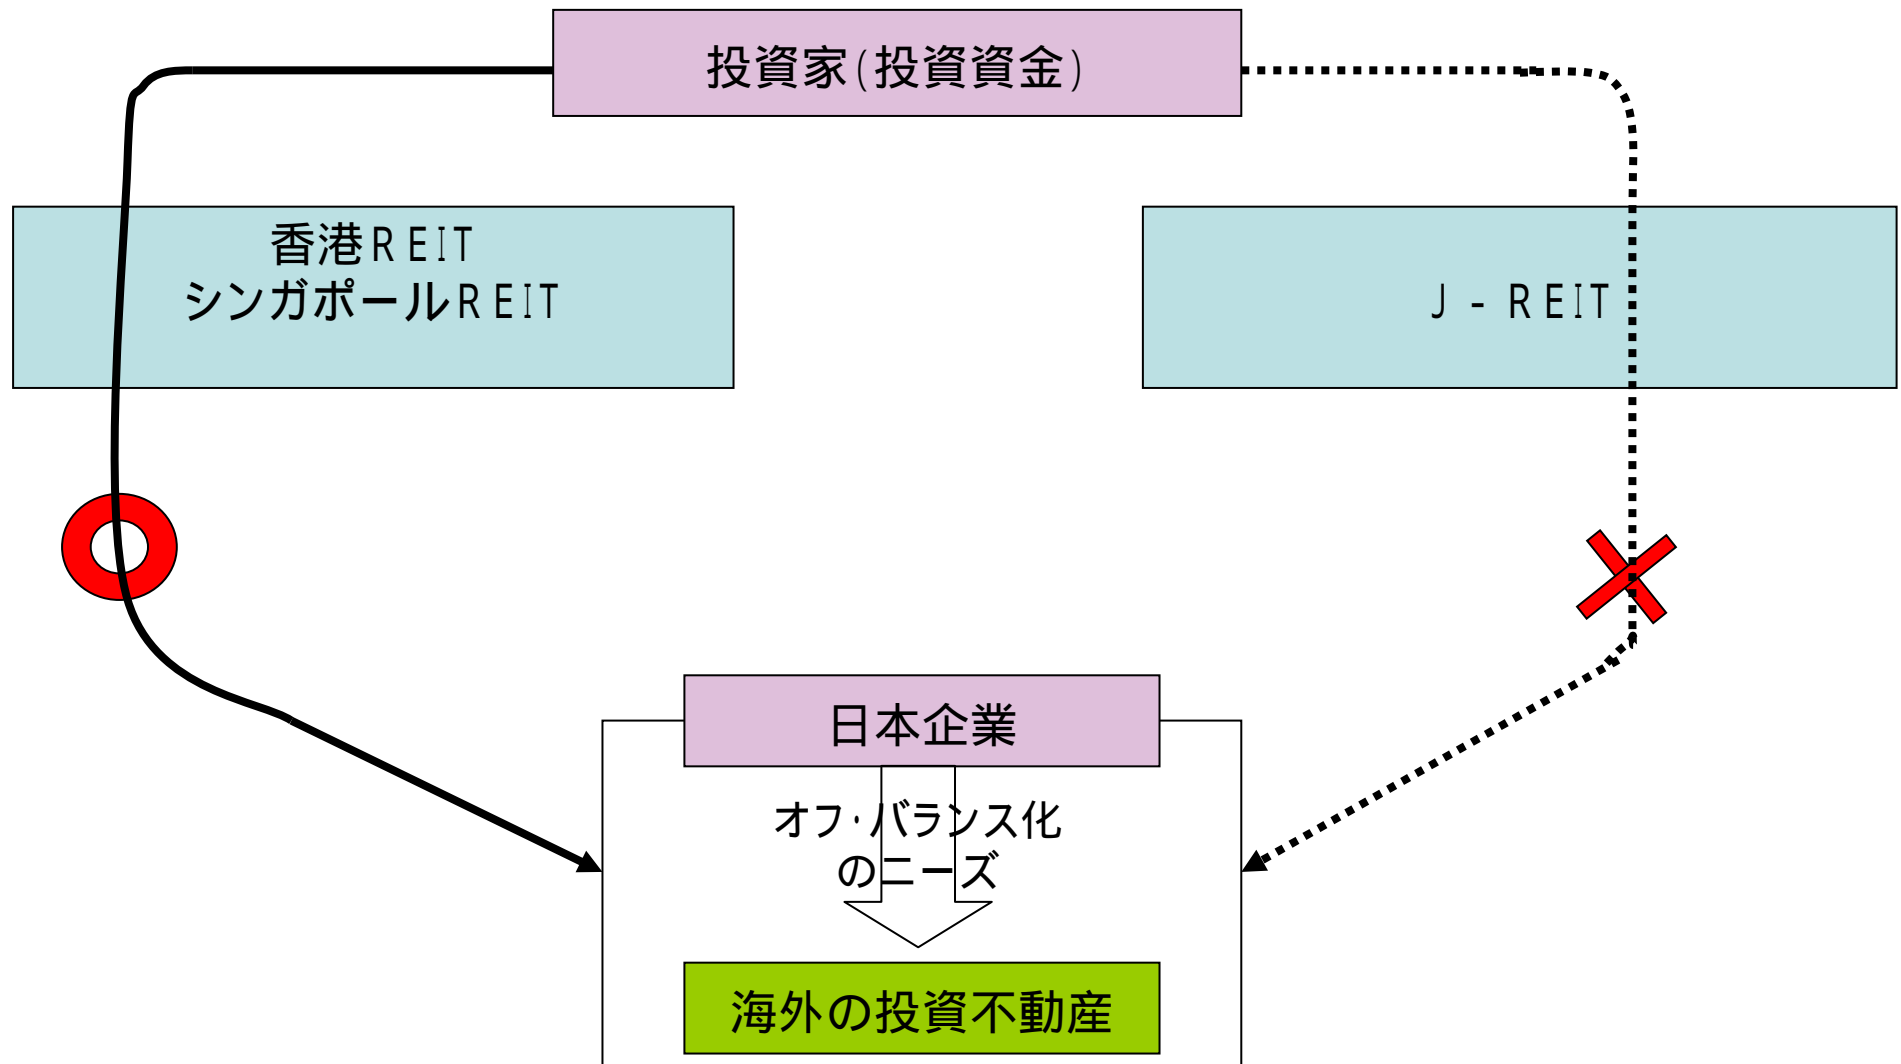 投資家(投資資金)
香港REIT
シンガポールREIT
J-REIT
日本企業
オフ・バランス化
のニーズ
海外の投資不動産